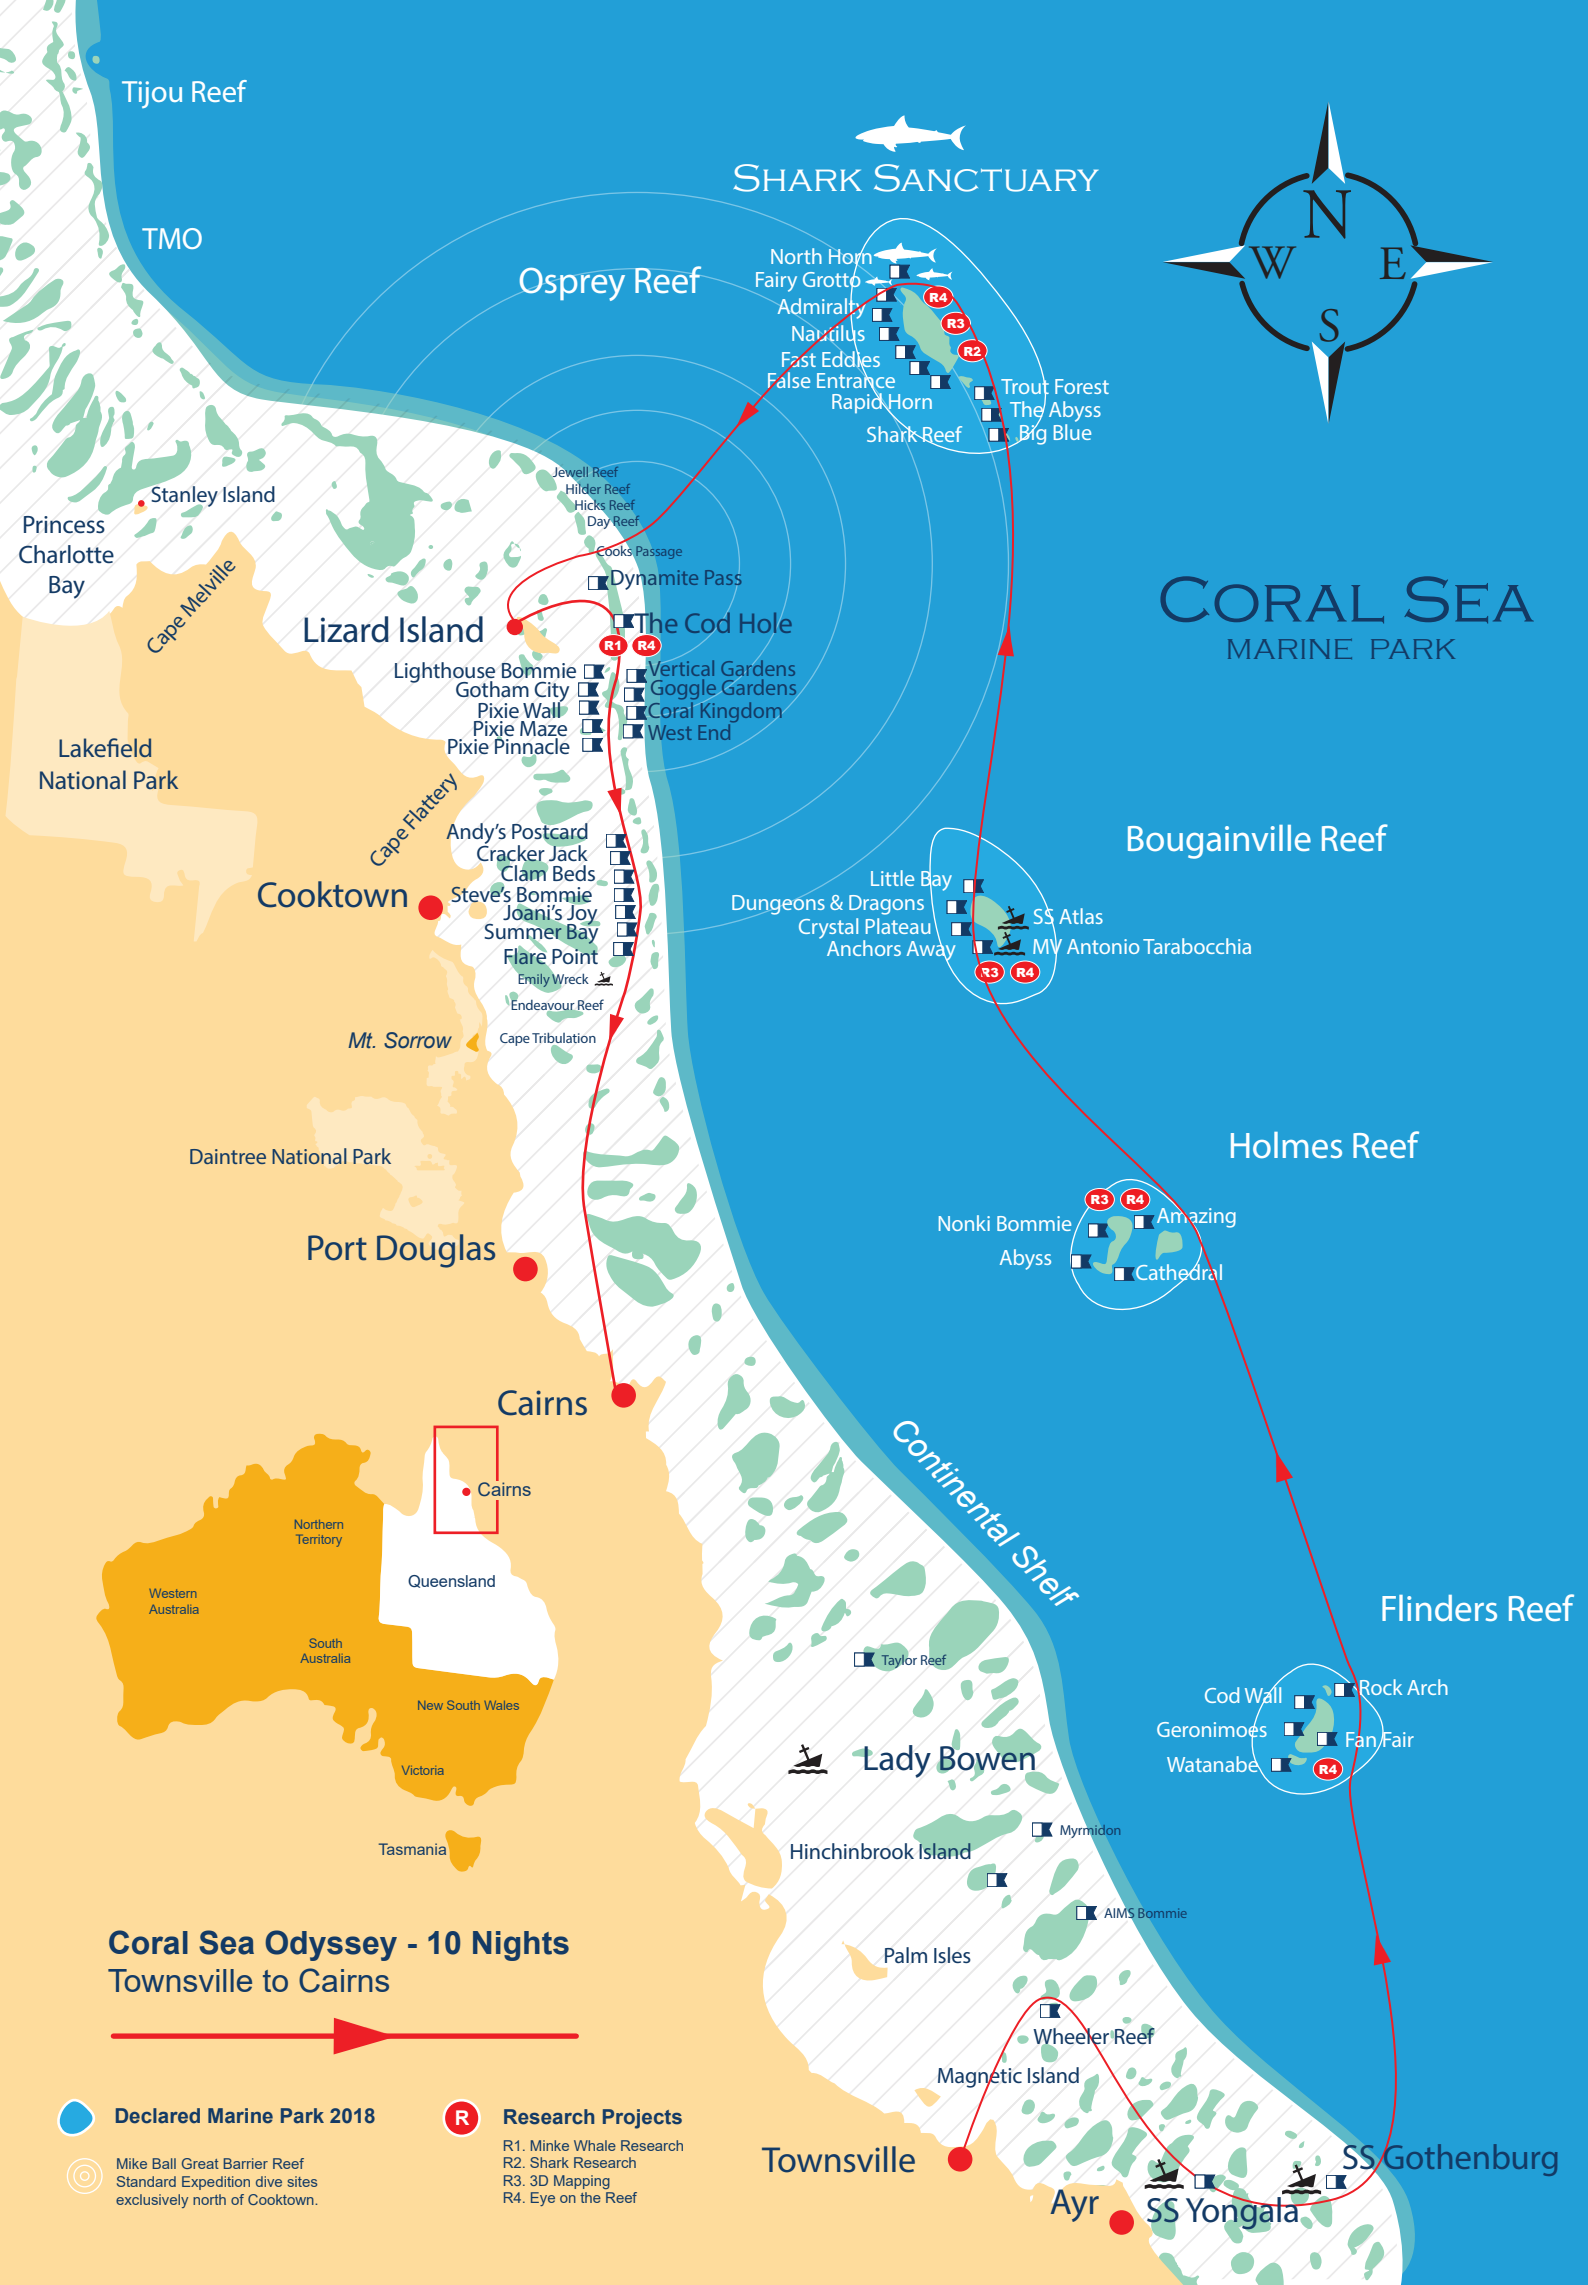 Tijou Reef
SHARK SANCTUARY
TMO
N
W
E
S
Osprey Reef
North Horn
Fairy Grotto
Admiralty
Nautilus
Fast Eddies
False Entrance
Rapid Horn
Shark Reef
R4
R3
R2
Trout Forest
The Abyss
Big Blue
Jewell Reef
Hilder Reef
Hicks Reef
Day Reef
Cooks Passage
Stanley Island
Princess
Charlotte
Bay
Cape Melville
Dynamite Pass
CORAL SEA
MARINE PARK
Lizard Island
The Cod Hole
R1
R4
Lighthouse Bommie
Gotham City
Pixie Wall
Pixie Maze
Pixie Pinnacle
Vertical Gardens
Goggle Gardens
Coral Kingdom
West End
Lakefield
National Park
Cape Flattery
Andy's Postcard
Cracker Jack
Clam Beds
Steve's Bommie
Joani's Joy
Summer Bay
Flare Point
Emily Wreck
Endeavour Reef
Cape Tribulation
Cooktown
Bougainville Reef
Little Bay
Dungeons & Dragons
Crystal Plateau
Anchors Away
SS Atlas
MV Antonio Tarabocchia
R3
R4
Mt. Sorrow
Daintree National Park
Holmes Reef
R3
R4
Nonki Bommie
Amazing
Abyss
Cathedral
Port Douglas
Cairns
Continental Shelf
Cairns
Northern
Territory
Queensland
Western
Australia
South
Australia
New South Wales
Victoria
Tasmania
Flinders Reef
Cod Wall
Rock Arch
Geronimoes
Fan Fair
Watanabe
R4
Taylor Reef
Lady Bowen
Myrmidon
Hinchinbrook Island
AIMS Bommie
Palm Isles
Wheeler Reef
Magnetic Island
Townsville
SS Gothenburg
Ayr
SS Yongala
Coral Sea Odyssey - 10 Nights
Townsville to Cairns
Declared Marine Park 2018
Mike Ball Great Barrier Reef
Standard Expedition dive sites
exclusively north of Cooktown.
R
Research Projects
R1. Minke Whale Research
R2. Shark Research
R3. 3D Mapping
R4. Eye on the Reef